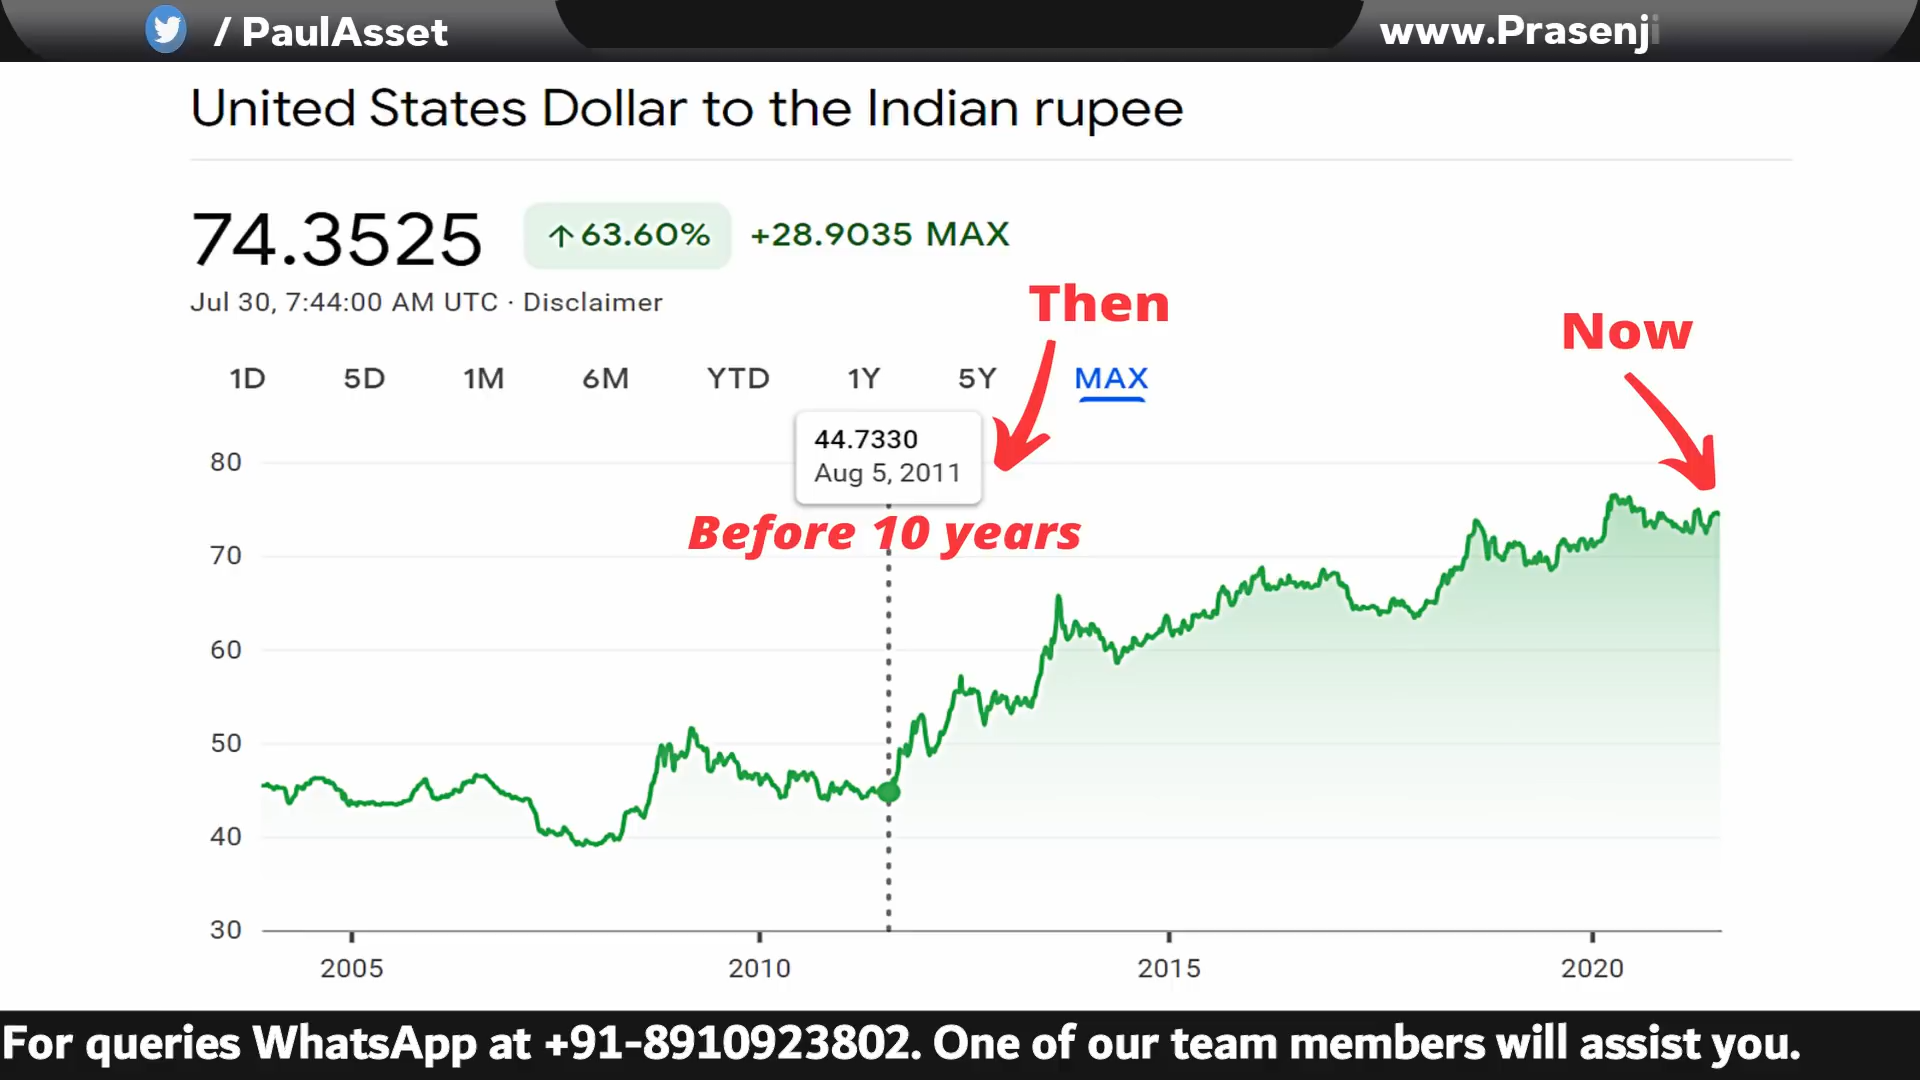 / PaulAsset
www.Prasenji
United States Dollar to the Indian rupee
74.3525 ↑63.60% +28.9035 MAX
Jul 30, 7:44:00 AM UTC · Disclaimer
Then
Now
1D 5D 1M 6M YTD 1Y 5Y MAX
44.7330
Aug 5, 2011
Before 10 years
80
70
60
50
40
30
2005 2010 2015 2020
For queries WhatsApp at +91-8910923802. One of our team members will assist you.